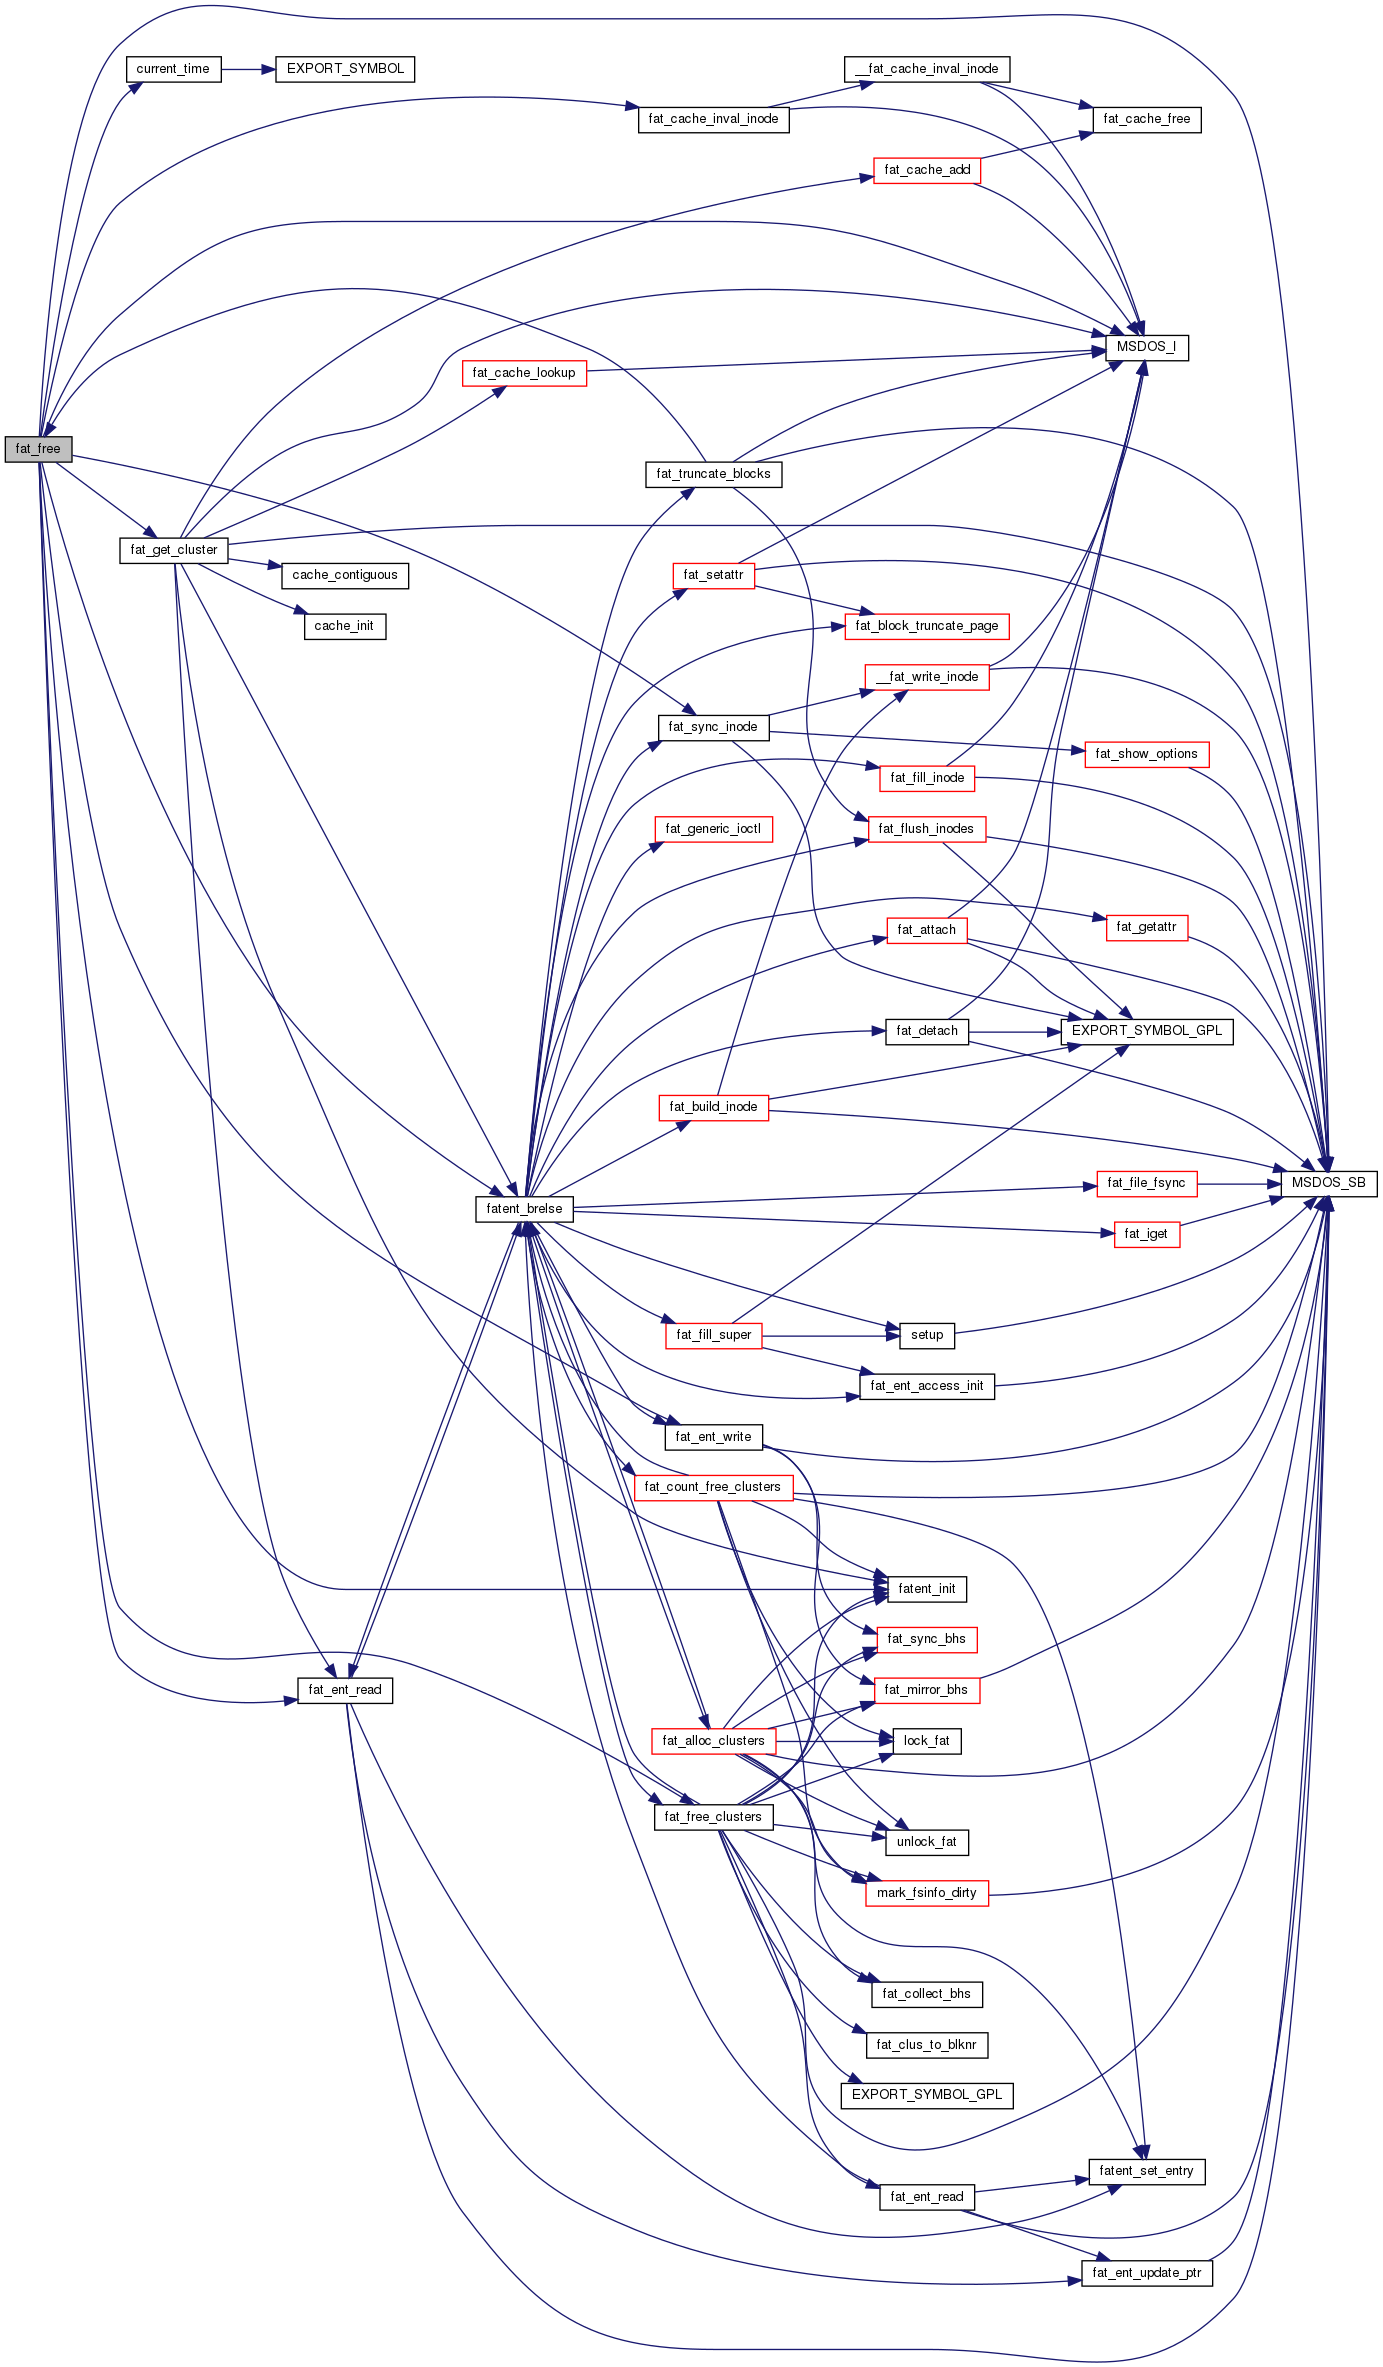 current_time
EXPORT_SYMBOL
__fat_cache_inval_inode
fat_cache_inval_inode
fat_cache_free
fat_cache_add
MSDOS_I
fat_cache_lookup
fat_free
fat_truncate_blocks
fat_get_cluster
cache_contiguous
fat_setattr
cache_init
fat_block_truncate_page
__fat_write_inode
fat_sync_inode
fat_show_options
fat_fill_inode
fat_generic_ioctl
fat_flush_inodes
fat_getattr
fat_attach
fat_detach
EXPORT_SYMBOL_GPL
fat_build_inode
fat_file_fsync
MSDOS_SB
fatent_brelse
fat_iget
fat_fill_super
setup
fat_ent_access_init
fat_ent_write
fat_count_free_clusters
fatent_init
fat_sync_bhs
fat_ent_read
fat_mirror_bhs
fat_alloc_clusters
lock_fat
fat_free_clusters
unlock_fat
mark_fsinfo_dirty
fat_collect_bhs
fat_clus_to_blknr
EXPORT_SYMBOL_GPL
fatent_set_entry
fat_ent_read
fat_ent_update_ptr